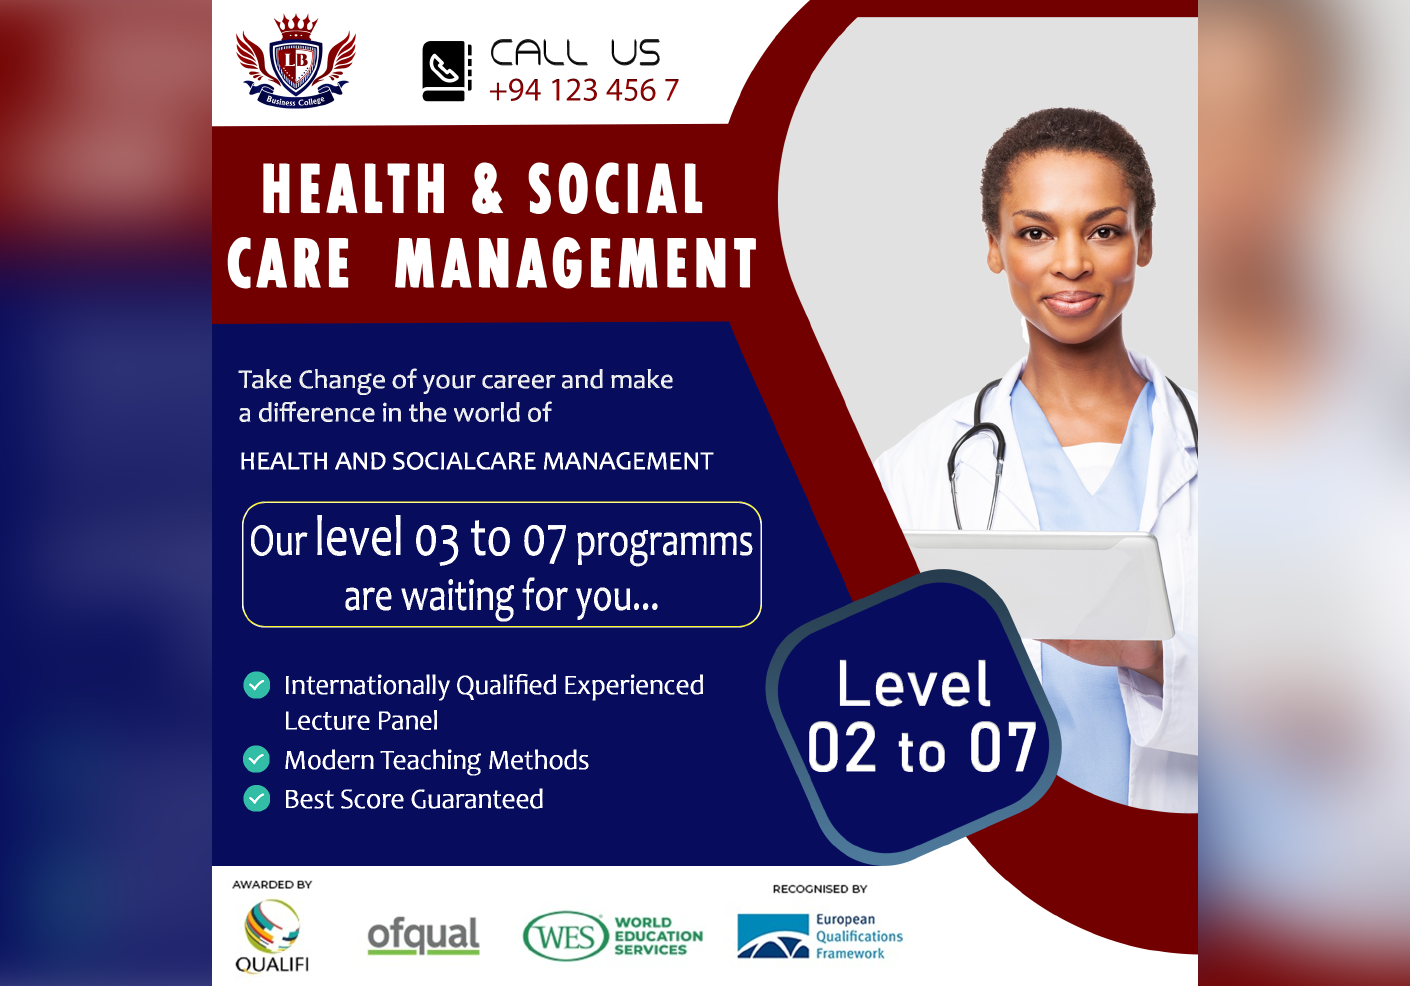 LB
Business College
CALL US
+94 123 456 7
HEALTH & SOCIAL
CARE MANAGEMENT
Take Change of your career and make
a difference in the world of
HEALTH AND SOCIALCARE MANAGEMENT
Our level 03 to 07 programms
are waiting for you...
Internationally Qualified Experienced
Lecture Panel
Modern Teaching Methods
Best Score Guaranteed
Level
02 to 07
AWARDED BY
QUALIFI
ofqual
WES
WORLD
EDUCATION
SERVICES
RECOGNISED BY
European
Qualifications
Framework